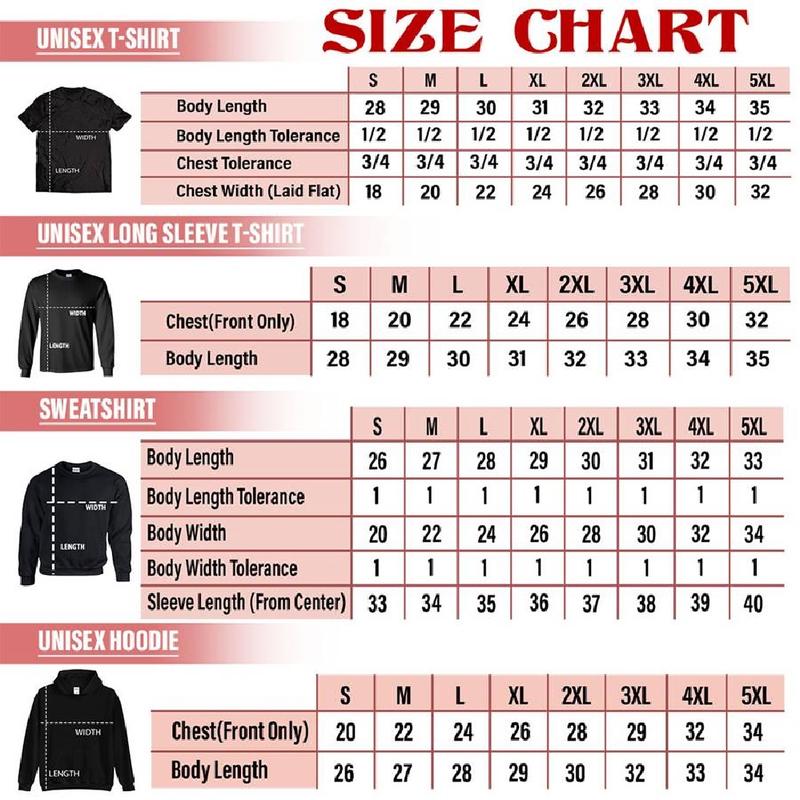 SIZE CHART
UNISEX T-SHIRT
S M L XL 2XL 3XL 4XL 5XL
Body Length 28 29 30 31 32 33 34 35
Body Length Tolerance 1/2 1/2 1/2 1/2 1/2 1/2 1/2 1/2
WIDTH
Chest Tolerance 3/4 3/4 3/4 3/4 3/4 3/4 3/4 3/4
LENGTH
Chest Width (Laid Flat) 18 20 22 24 26 28 30 32
UNISEX LONG SLEEVE T-SHIRT
S M L XL 2XL 3XL 4XL 5XL
WIDTH
Chest(Front Only) 18 20 22 24 26 28 30 32
LENGTH
Body Length 28 29 30 31 32 33 34 35
SWEATSHIRT
S M L XL 2XL 3XL 4XL 5XL
Body Length 26 27 28 29 30 31 32 33
Body Length Tolerance 1 1 1 1 1 1 1 1
WIDTH
Body Width 20 22 24 26 28 30 32 34
LENGTH
Body Width Tolerance 1 1 1 1 1 1 1 1
Sleeve Length (From Center) 33 34 35 36 37 38 39 40
UNISEX HOODIE
S M L XL 2XL 3XL 4XL 5XL
Chest(Front Only) 20 22 24 26 28 29 32 34
WIDTH
Body Length 26 27 28 29 30 32 33 34
LENGTH